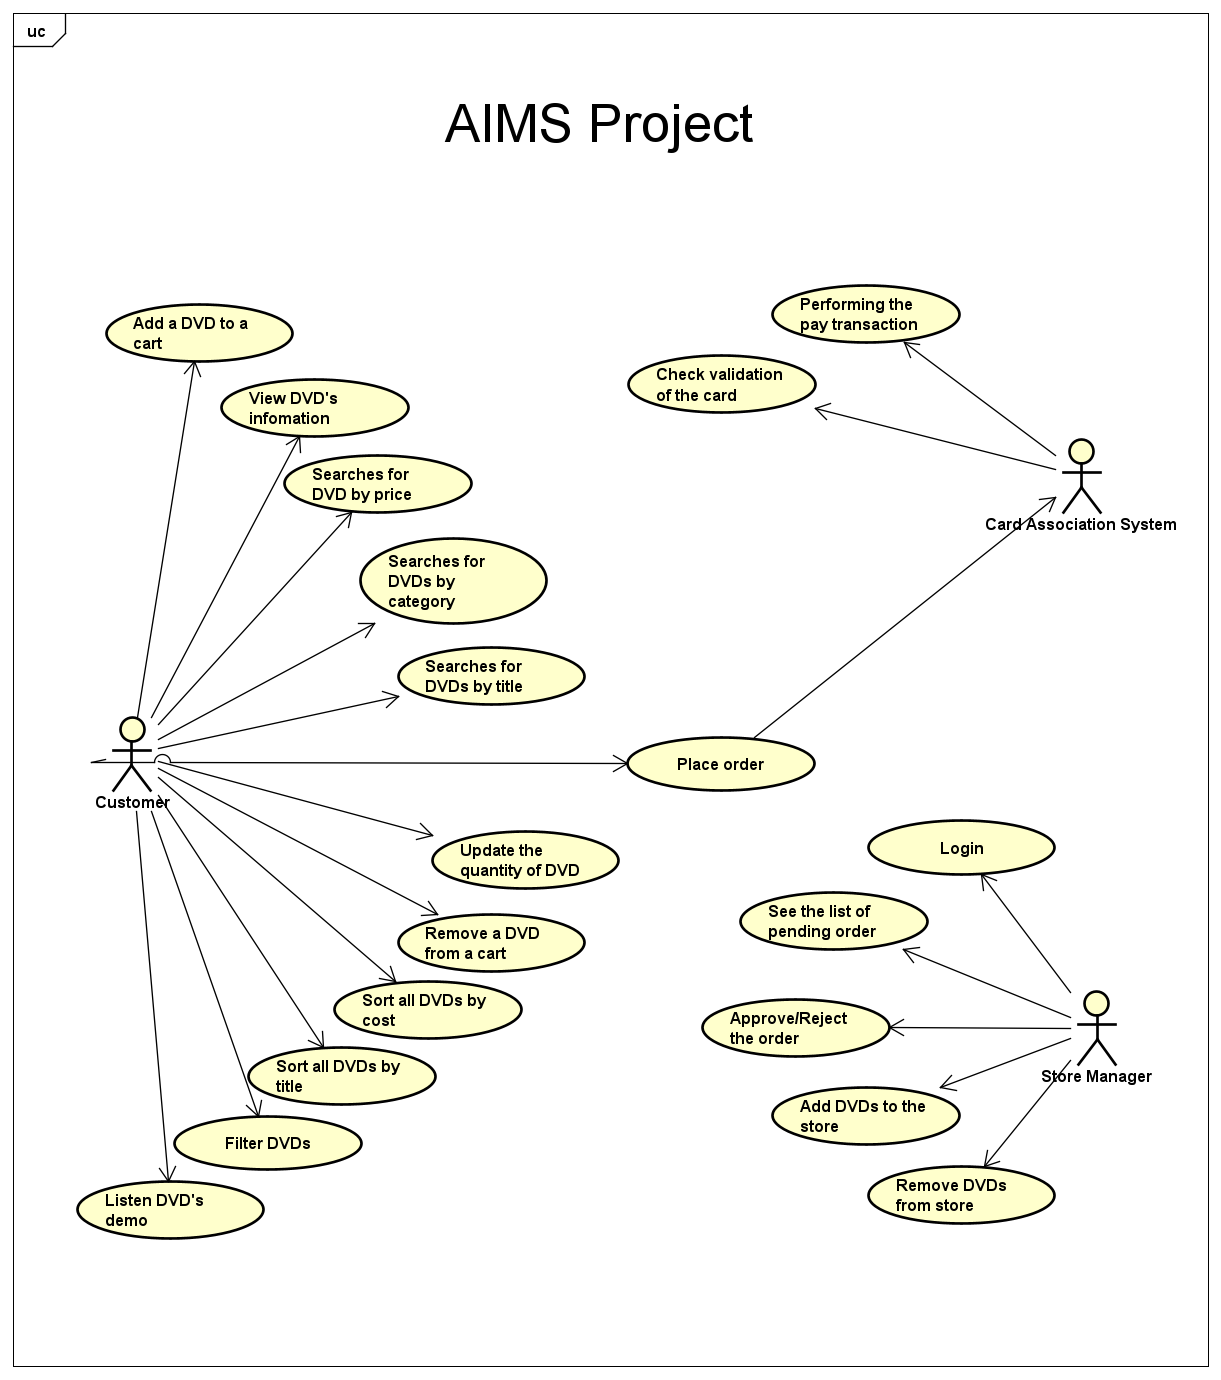 uc
AIMS Project
Performing the
pay transaction
Add a DVD to a
cart
Check validation
of the card
View DVD's
infomation
Searches for
DVD by price
Card Association System
Searches for
DVDs by
category
Searches for
DVDs by title
Place order
Customer
Update the
quantity of DVD
Login
See the list of
pending order
Remove a DVD
from a cart
Sort all DVDs by
cost
Approve/Reject
the order
Store Manager
Sort all DVDs by
title
Add DVDs to the
store
Filter DVDs
Remove DVDs
from store
Listen DVD's
demo